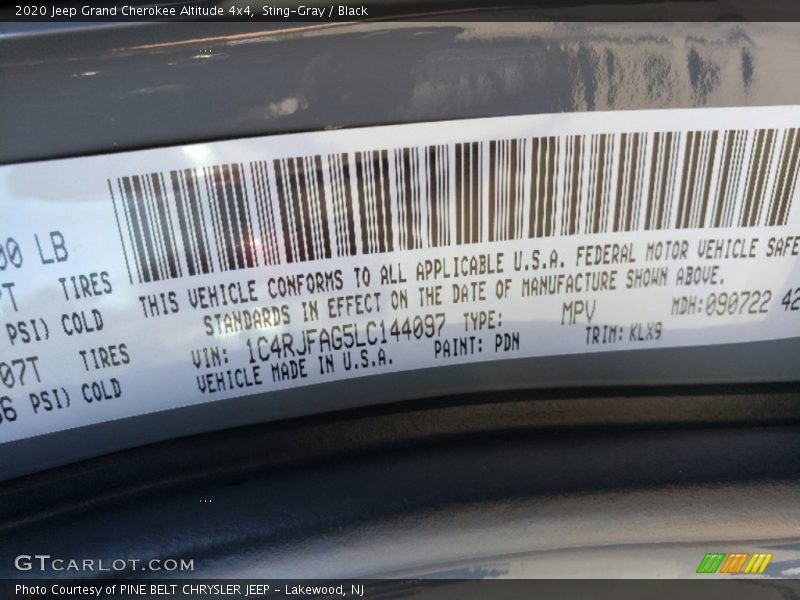 2020 Jeep Grand Cherokee Altitude 4x4, Sting-Gray / Black
00 LB
TIRES
PSI) COLD
07T TIRES
PSI) COLD
THIS VEHICLE CONFORMS TO ALL APPLICABLE U.S.A. FEDERAL MOTOR VEHICLE SAFE
STANDARDS IN EFFECT ON THE DATE OF MANUFACTURE SHOWN ABOVE.
VIN: 1C4RJFAG5LC144097 TYPE: MPV MDH:090722 42
VEHICLE MADE IN U.S.A. PAINT: PDN TRIM: KLX9
GTCARLOT.COM
Photo Courtesy of PINE BELT CHRYSLER JEEP - Lakewood, NJ